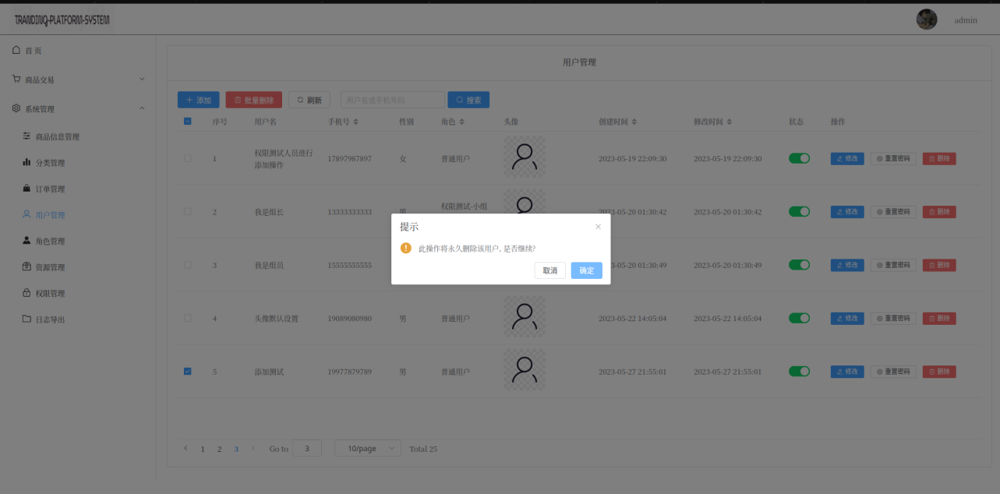 TRANDINQ-PLATFORM-SYSTEM
admin
首页
商品交易
系统管理
商品信息管理
分类管理
订单管理
用户管理
角色管理
资源管理
权限管理
日志导出
用户管理
添加 批量删除 刷新 用户名或手机号码 搜索
序号 用户名 手机号 性别 角色 头像 创建时间 修改时间 状态 操作
1 权限测试人员进行 17897987897 女 普通用户 2023-05-19 22:09:30 2023-05-19 22:09:30 修改 重置密码 删除
添加操作
2 我是组长 13333333333 男 权限测试-小组 2023-05-20 01:30:42 2023-05-20 01:30:42 修改 重置密码 删除
3 我是组员 15555555555 3-05-20 01:30:49 2023-05-20 01:30:49 修改 重置密码 删除
提示
此操作将永久删除该用户, 是否继续?
取消 确定
4 头像默认设置 19089080980 男 普通用户 2023-05-22 14:05:04 2023-05-22 14:05:04 修改 重置密码 删除
5 添加测试 19977879789 男 普通用户 2023-05-27 21:55:01 2023-05-27 21:55:01 修改 重置密码 删除
1 2 3 Go to 3 10/page Total 25